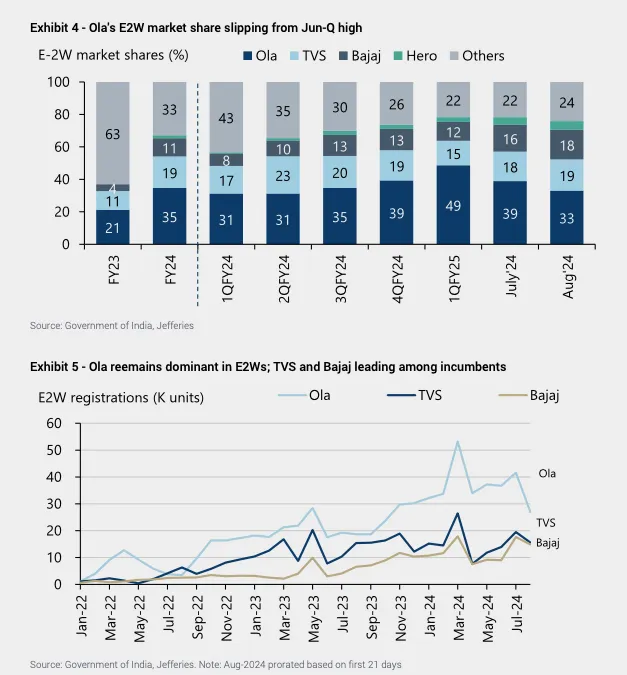 Exhibit 4 - Ola's E2W market share slipping from Jun-Q high
E-2W market shares (%)
Ola TVS Bajaj Hero Others
100
80
60
40
20
0
63
4
11
21
33
11
19
35
43
8
17
31
35
10
23
31
30
13
20
35
26
13
19
39
22
12
15
49
22
16
18
39
24
18
19
33
FY23
FY24
1QFY24
2QFY24
3QFY24
4QFY24
1QFY25
July'24
Aug'24
Source: Government of India, Jefferies
Exhibit 5 - Ola reemains dominant in E2Ws; TVS and Bajaj leading among incumbents
E2W registrations (K units)
Ola TVS Bajaj
60
50
40
30
20
10
0
Ola
TVS
Bajaj
Jan-22
Mar-22
May-22
Jul-22
Sep-22
Nov-22
Jan-23
Mar-23
May-23
Jul-23
Sep-23
Nov-23
Jan-24
Mar-24
May-24
Jul-24
Source: Government of India, Jefferies. Note: Aug-2024 prorated based on first 21 days